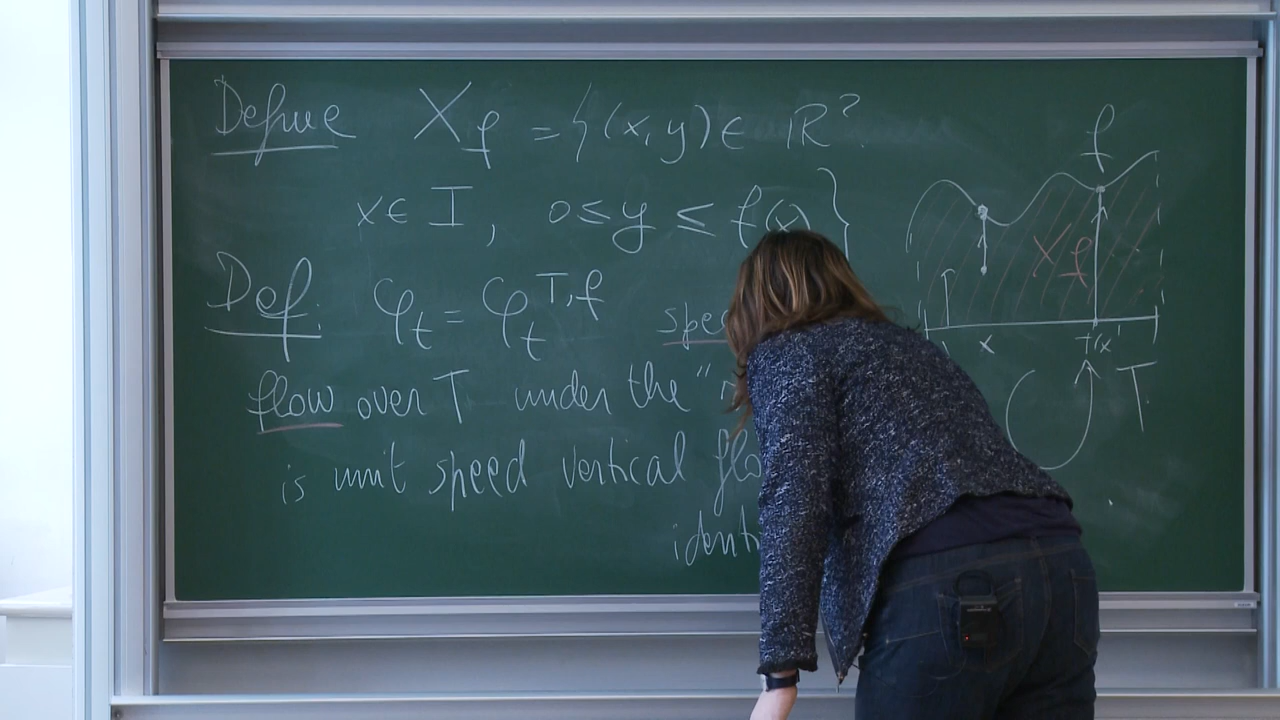 Define X_f = {(x,y) ∈ ℝ²:
x ∈ I, 0 ≤ y ≤ f(x)}
Def. φ_t = φ_t^{T,f}
flow over T under the "
is unit speed vertical
f
X_f
I
x
T(x)
T